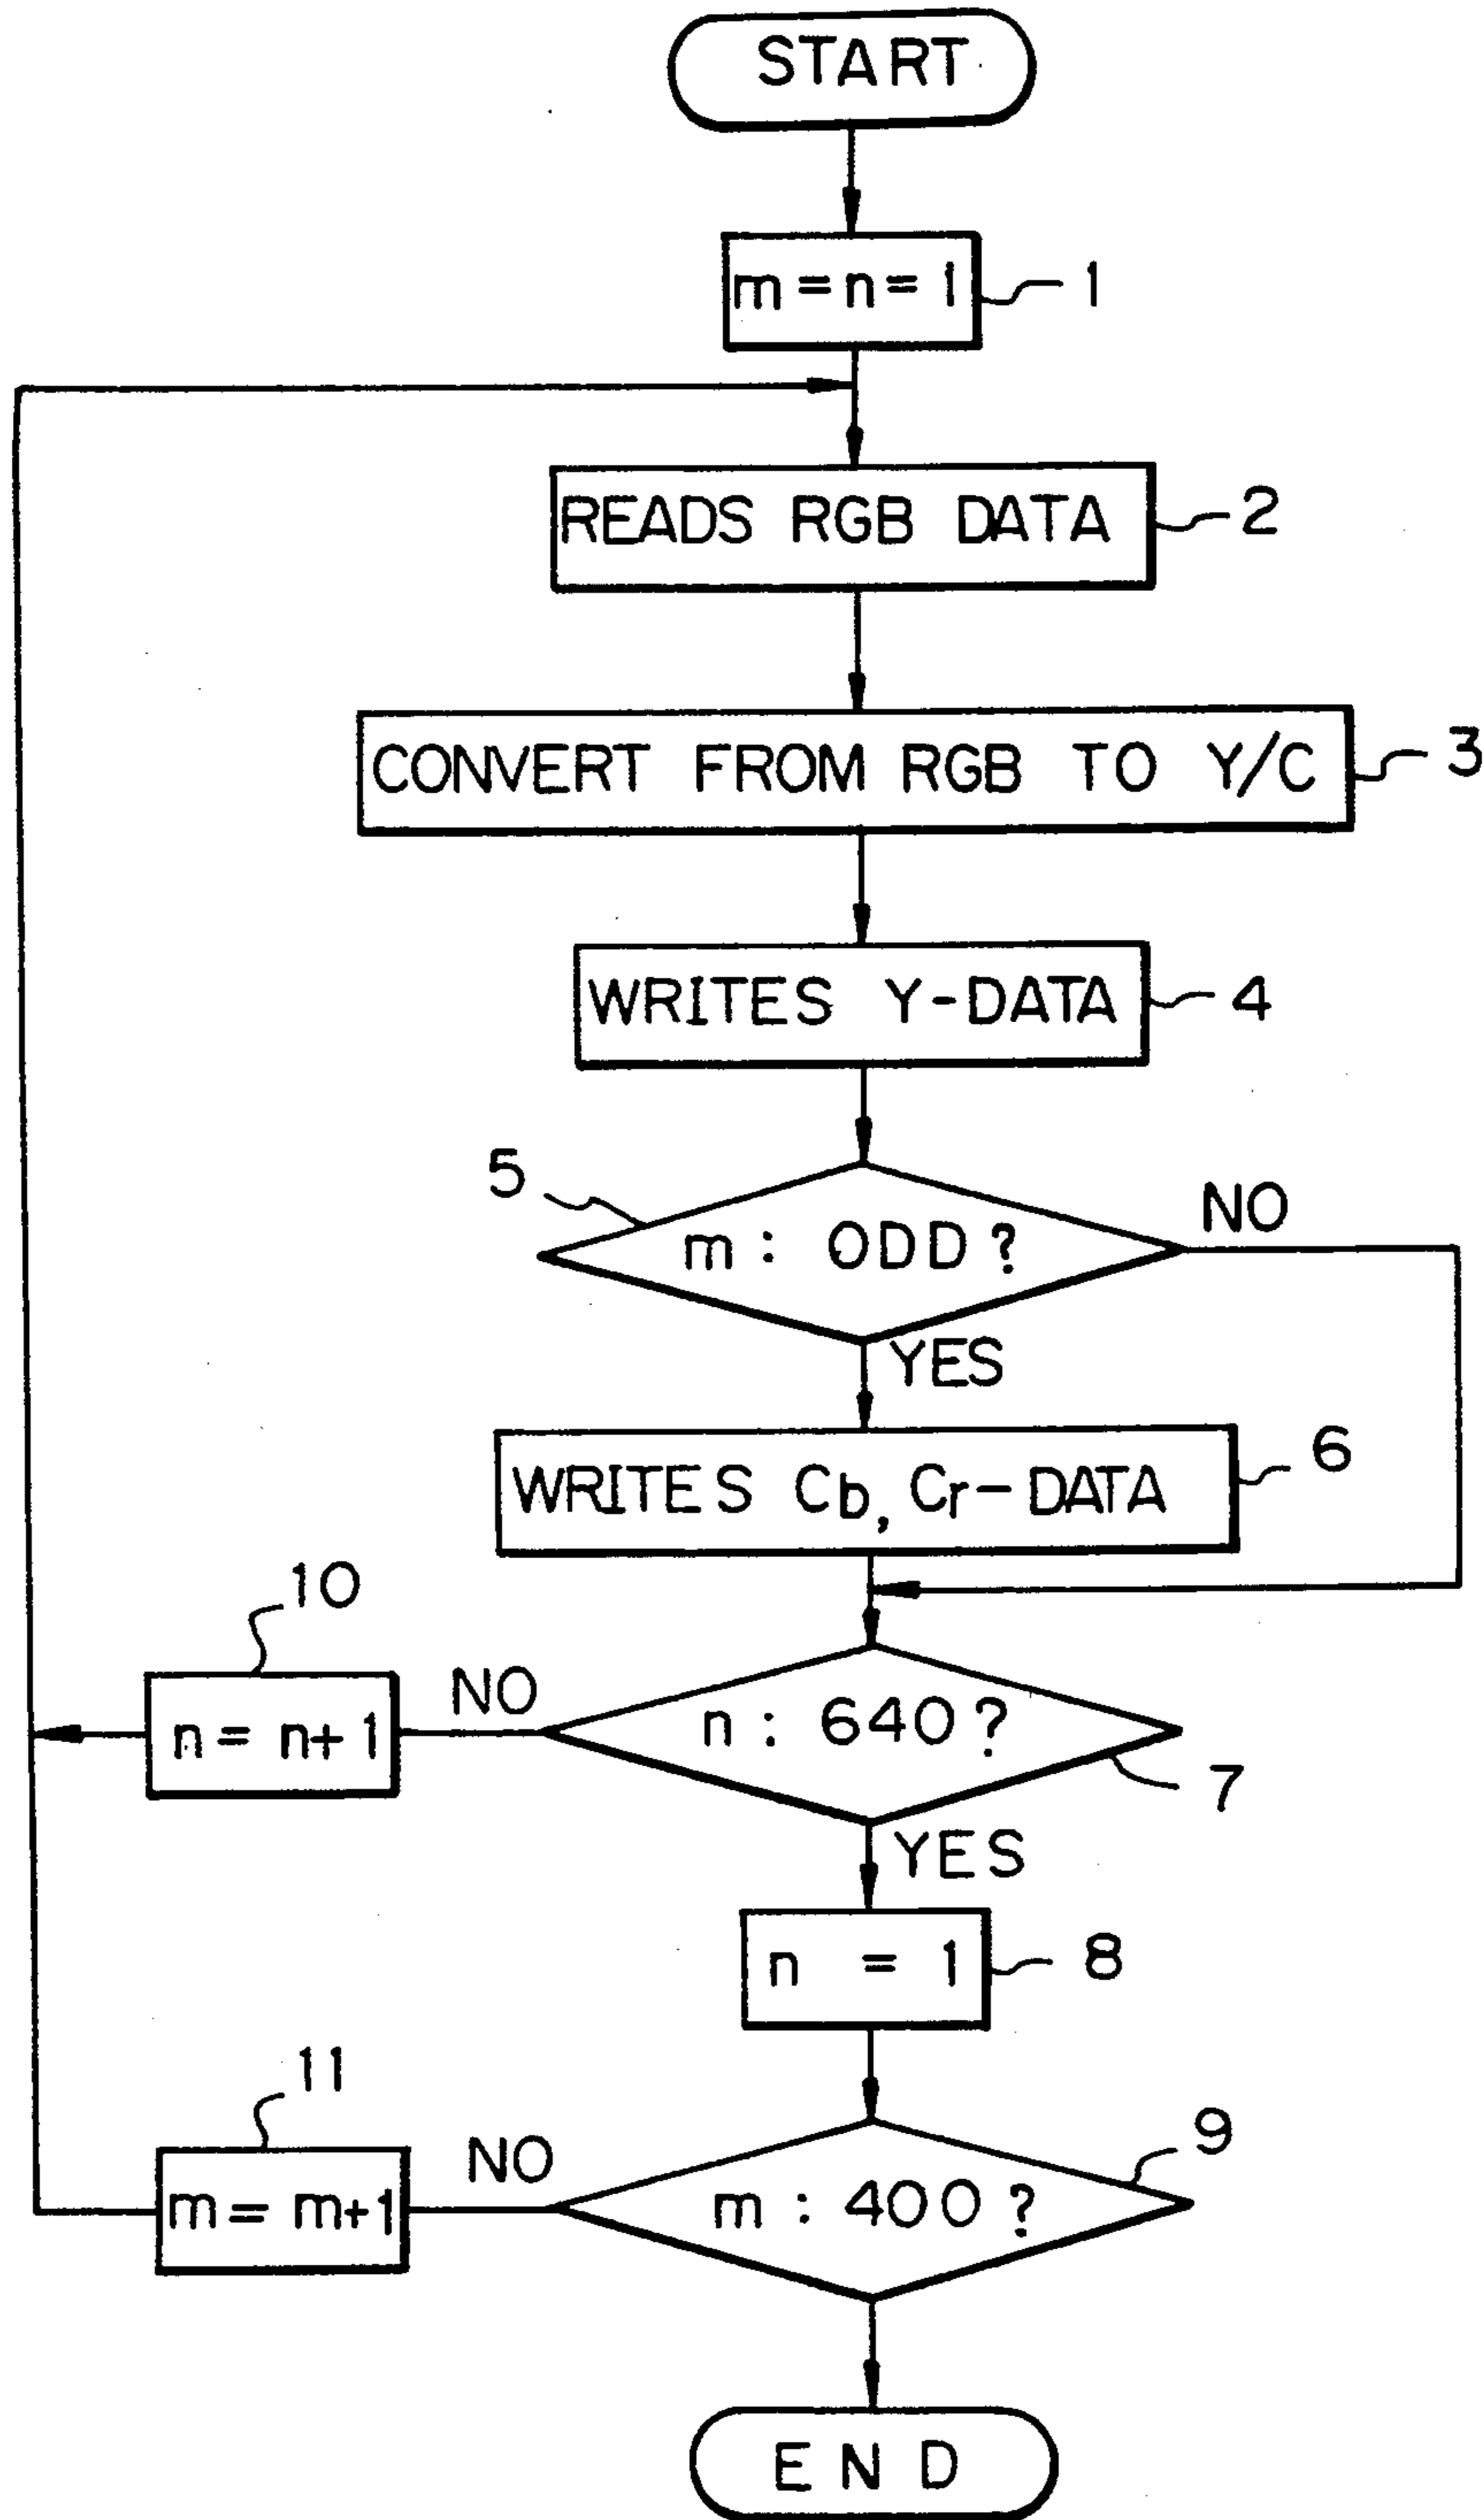 START
m=n=1
1
READS RGB DATA
2
CONVERT FROM RGB TO Y/C
3
WRITES Y-DATA
4
5
m: ODD?
NO
YES
WRITES Cb, Cr-DATA
6
10
n= n+1
NO
n: 640?
7
YES
n = 1
8
11
m= m+1
NO
m: 400?
9
END